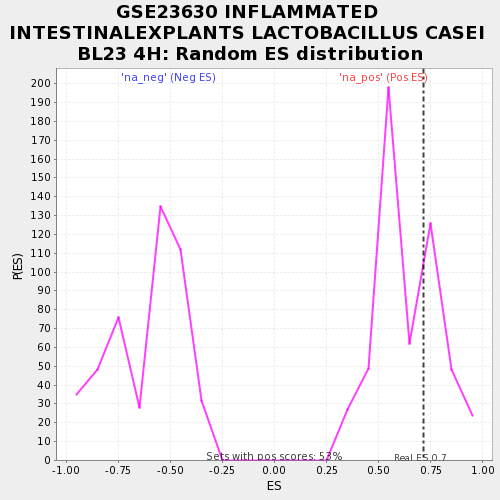 GSE23630 INFLAMMATED
INTESTINALEXPLANTS LACTOBACILLUS CASEI
BL23 4H: Random ES distribution
'na_neg' (Neg ES)
'na_pos' (Pos ES)
200
190
180
170
160
150
140
130
120
110
100
90
80
70
60
50
40
30
20
10
0
P(ES)
Sets with pos scores: 53%
Real ES 0.7
-1.00 -0.75 -0.50 -0.25 0.00 0.25 0.50 0.75 1.00
ES